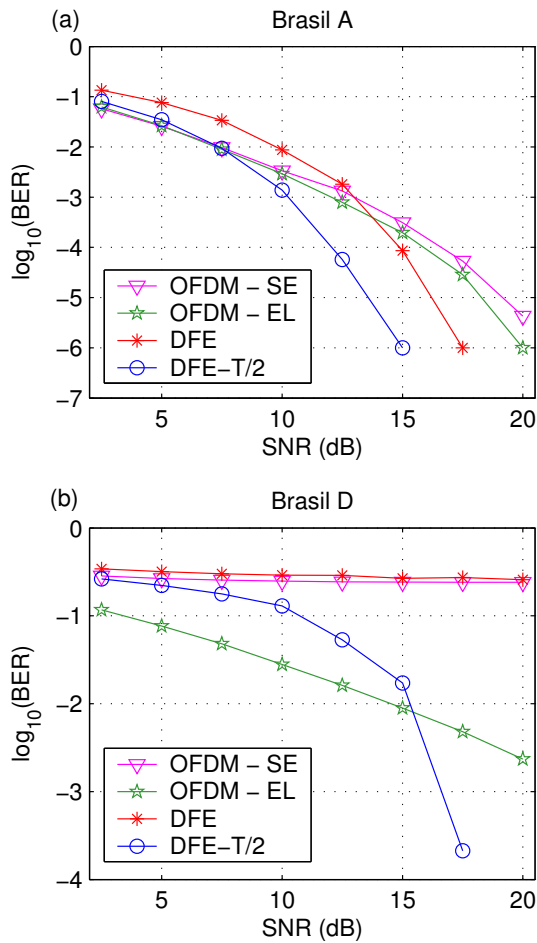 (a) Brasil A
0
−1
−2
−3
−4
−5
−6
−7
log10(BER)
OFDM − SE
OFDM − EL
DFE
DFE−T/2
5 10 15 20
SNR (dB)
(b) Brasil D
0
−1
−2
−3
−4
log10(BER)
OFDM − SE
OFDM − EL
DFE
DFE−T/2
5 10 15 20
SNR (dB)